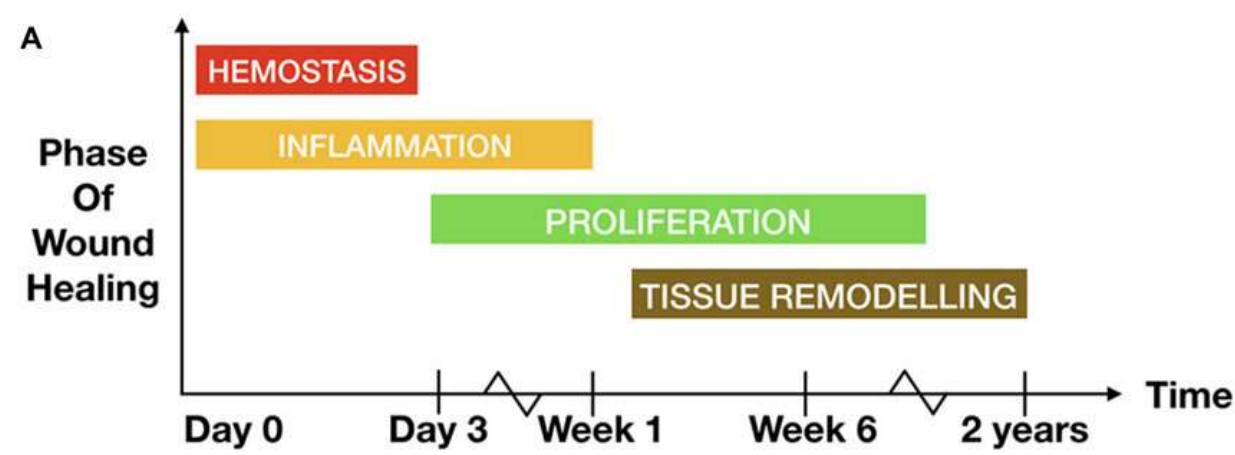 A
HEMOSTASIS
INFLAMMATION
PROLIFERATION
TISSUE REMODELLING
Phase
Of
Wound
Healing
Day 0
Day 3
Week 1
Week 6
2 years
Time